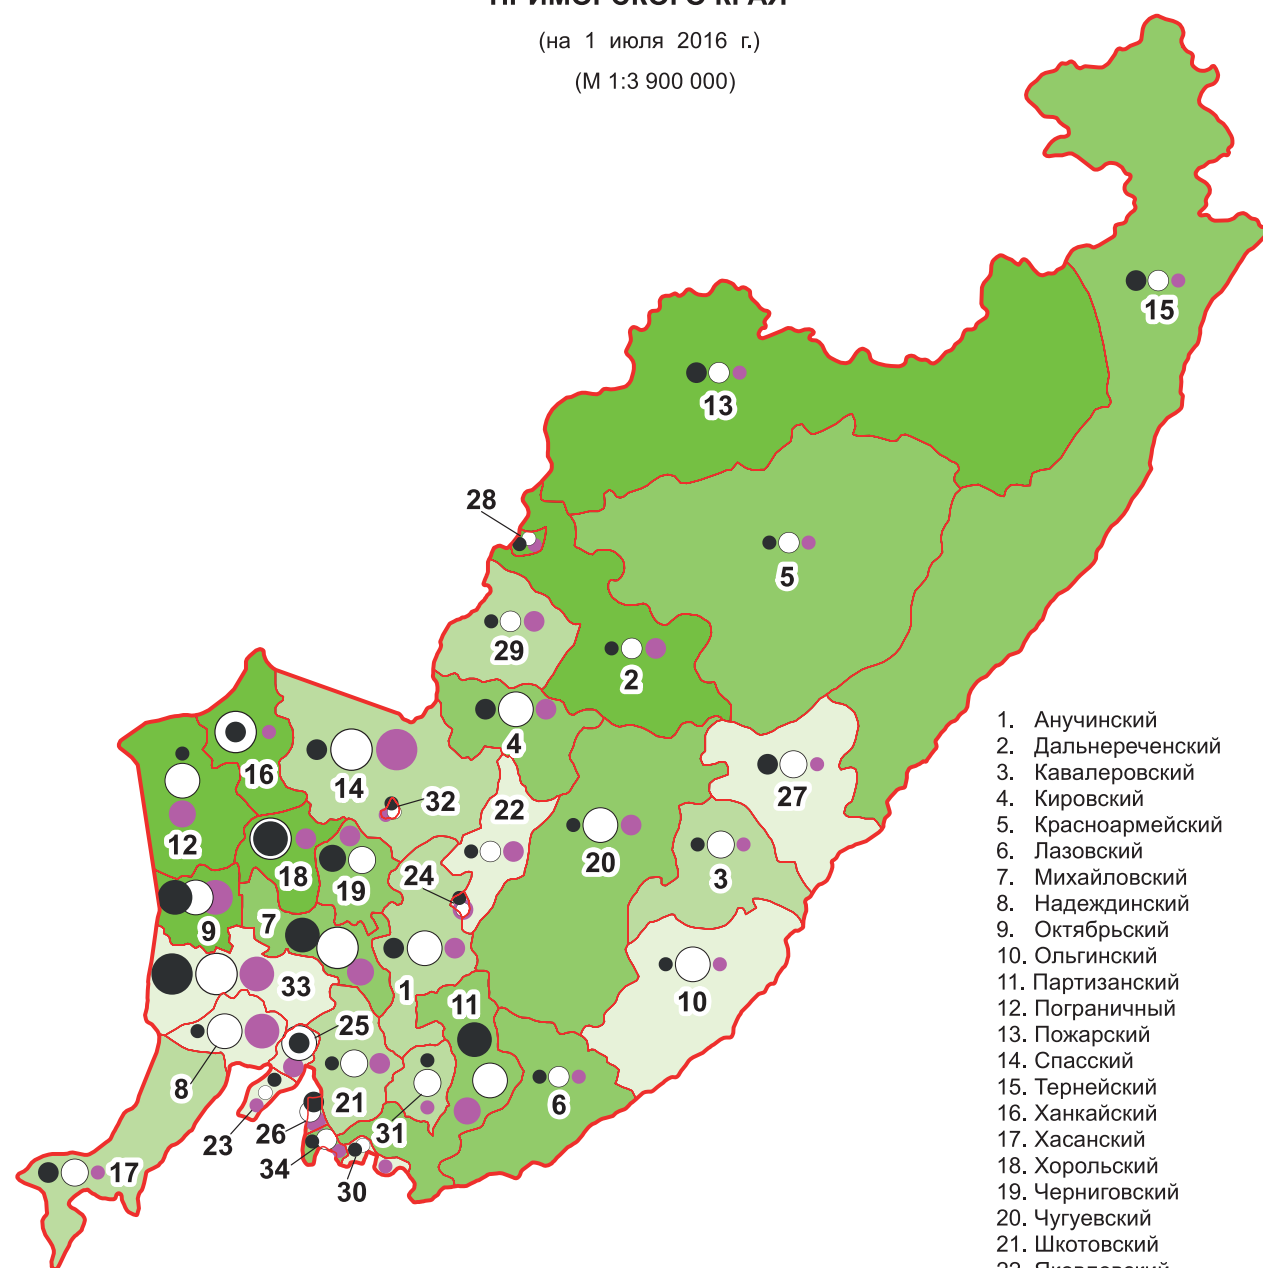 ПРИМОРСКОГО КРАЯ
(на 1 июля 2016 г.)
(М 1:3 900 000)
15
13
28
5
29
2
4
16
14
32
22
27
12
18
19
24
20
3
9
7
33
1
11
10
25
8
21
6
23
26
31
34
30
17
1. Анучинский
2. Дальнереченский
3. Кавалеровский
4. Кировский
5. Красноармейский
6. Лазовский
7. Михайловский
8. Надеждинский
9. Октябрьский
10. Ольгинский
11. Партизанский
12. Пограничный
13. Пожарский
14. Спасский
15. Тернейский
16. Ханкайский
17. Хасанский
18. Хорольский
19. Черниговский
20. Чугуевский
21. Шкотовский
22. Яковлевский